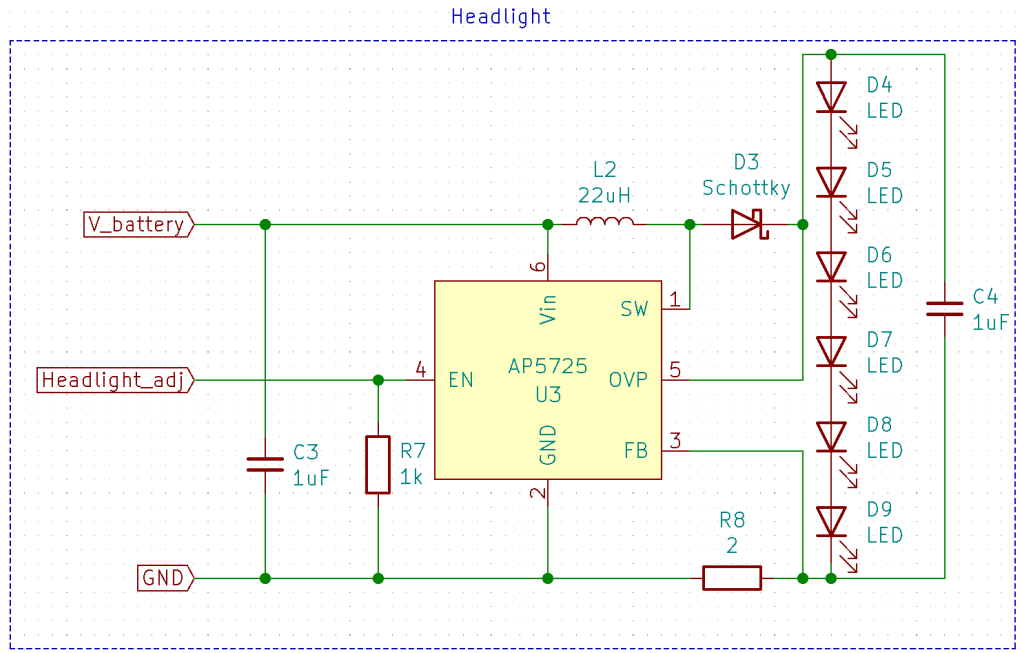 Headlight
D4
LED
D5
LED
D3
Schottky
L2
22uH
V_battery
D6
LED
6
Vin
SW
1
C4
1uF
D7
LED
Headlight_adj
4
EN
AP5725
U3
OVP
5
D8
LED
C3
1uF
R7
1k
GND
FB
3
2
D9
LED
R8
2
GND